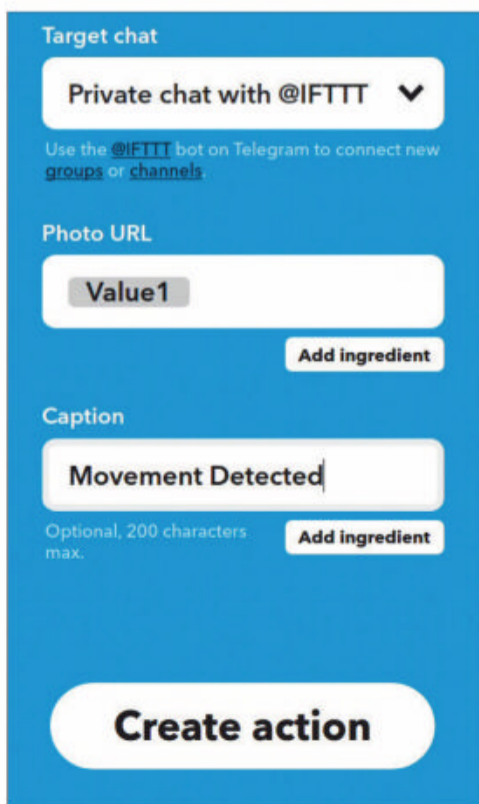 Target chat
Private chat with @IFTTT
Use the @IFTTT bot on Telegram to connect new
groups or channels.
Photo URL
Value1
Add ingredient
Caption
Movement Detected
Optional, 200 characters
max.
Add ingredient
Create action